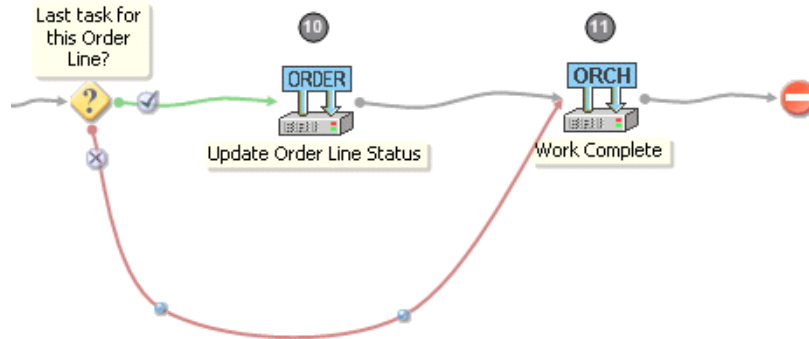 Last task for
this Order
Line?
10
11
?
ORDER
ORCH
Update Order Line Status
Work Complete